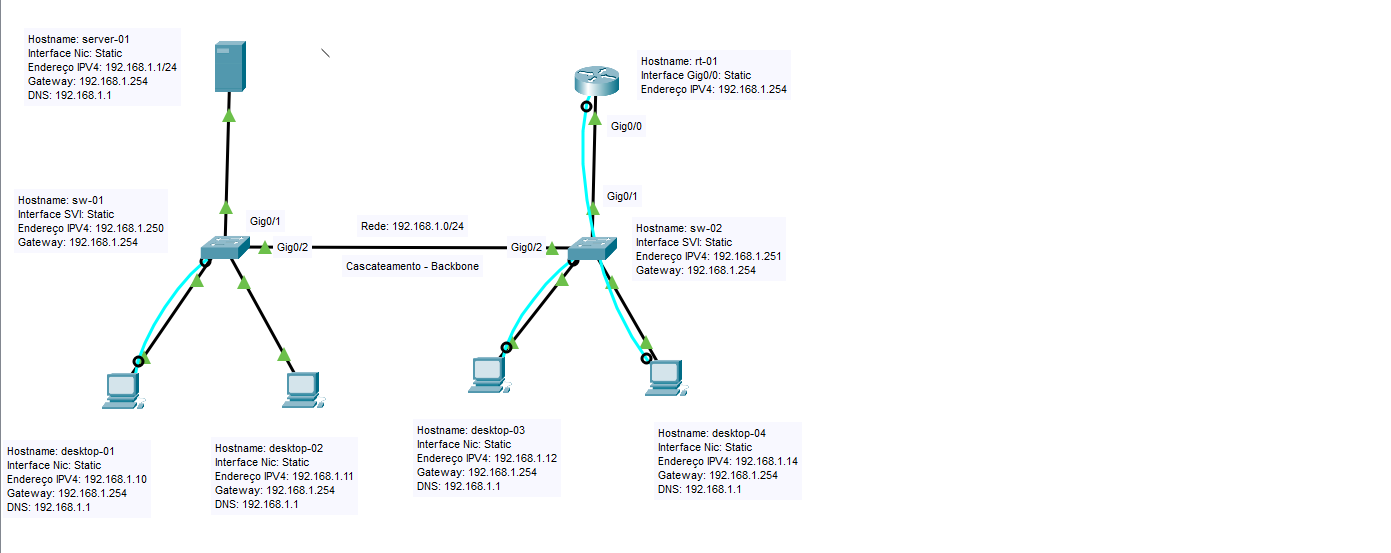 Hostname: server-01
Interface Nic: Static
Endereço IPV4: 192.168.1.1/24
Gateway: 192.168.1.254
DNS: 192.168.1.1
Hostname: rt-01
Interface Gig0/0: Static
Endereço IPV4: 192.168.1.254
Gig0/0
Gig0/1
Hostname: sw-01
Interface SVI: Static
Endereço IPV4: 192.168.1.250
Gateway: 192.168.1.254
Gig0/1
Gig0/2
Rede: 192.168.1.0/24
Cascateamento - Backbone
Gig0/2
Hostname: sw-02
Interface SVI: Static
Endereço IPV4: 192.168.1.251
Gateway: 192.168.1.254
Hostname: desktop-01
Interface Nic: Static
Endereço IPV4: 192.168.1.10
Gateway: 192.168.1.254
DNS: 192.168.1.1
Hostname: desktop-02
Interface Nic: Static
Endereço IPV4: 192.168.1.11
Gateway: 192.168.1.254
DNS: 192.168.1.1
Hostname: desktop-03
Interface Nic: Static
Endereço IPV4: 192.168.1.12
Gateway: 192.168.1.254
DNS: 192.168.1.1
Hostname: desktop-04
Interface Nic: Static
Endereço IPV4: 192.168.1.14
Gateway: 192.168.1.254
DNS: 192.168.1.1